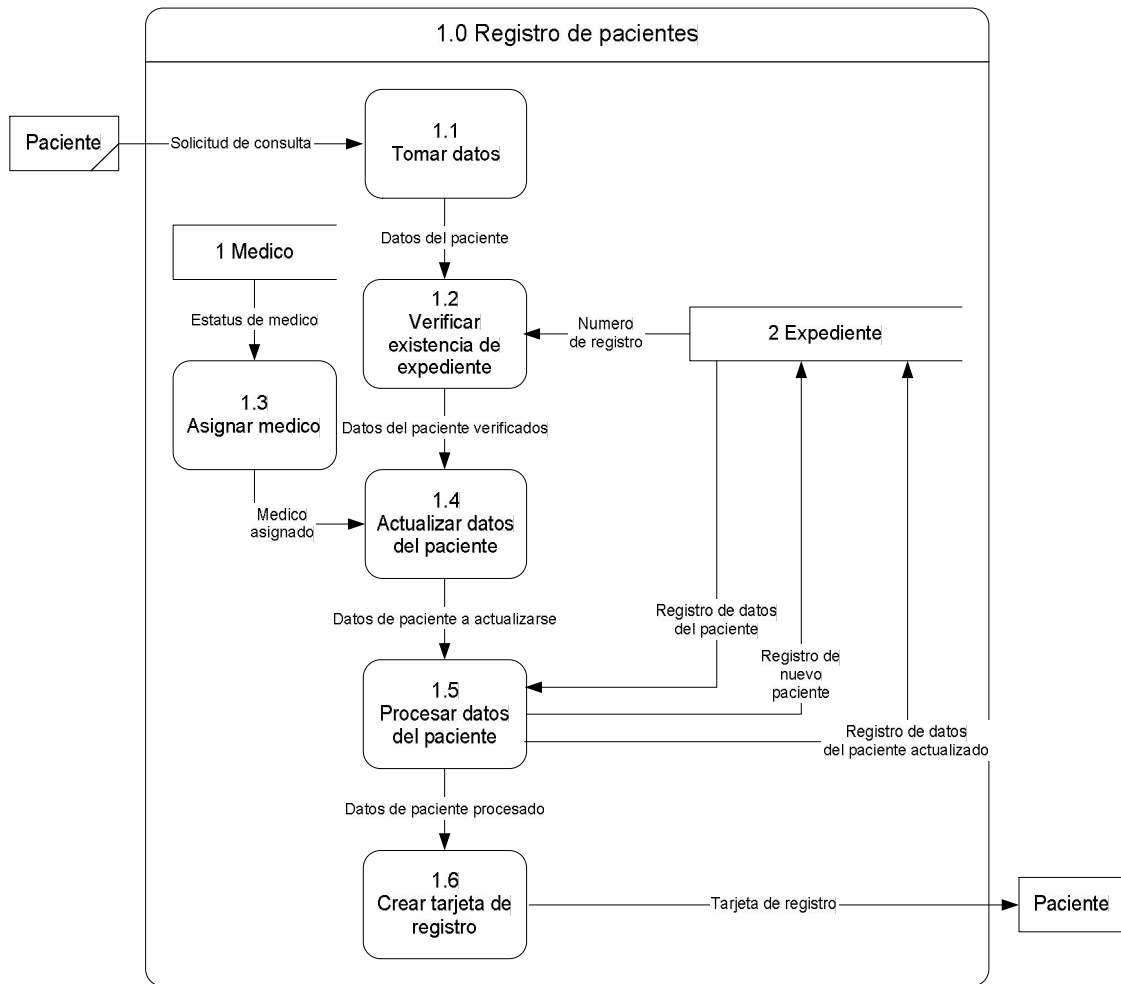 1.0 Registro de pacientes
Paciente
Solicitud de consulta
1.1
Tomar datos
Datos del paciente
1 Medico
Estatus de medico
1.2
Verificar
existencia de
expediente
Numero
de registro
2 Expediente
1.3
Asignar medico
Datos del paciente verificados
Medico
asignado
1.4
Actualizar datos
del paciente
Datos de paciente a actualizarse
Registro de datos
del paciente
Registro de
nuevo
paciente
Registro de datos
del paciente actualizado
1.5
Procesar datos
del paciente
Datos de paciente procesado
1.6
Crear tarjeta de
registro
Tarjeta de registro
Paciente